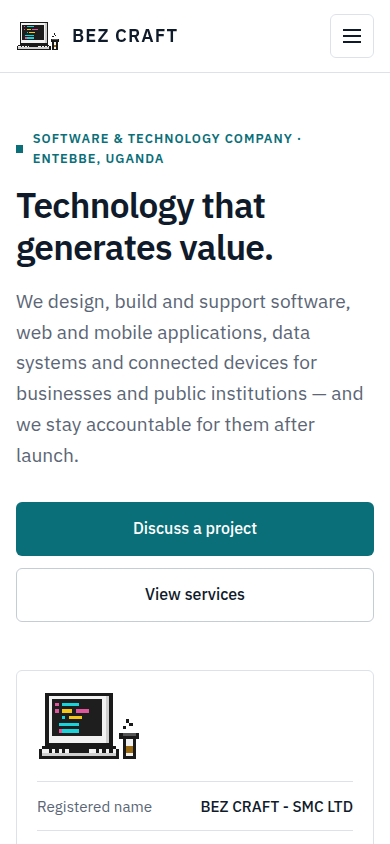 BEZ CRAFT
SOFTWARE & TECHNOLOGY COMPANY ·
ENTEBBE, UGANDA
Technology that
generates value.
We design, build and support software,
web and mobile applications, data
systems and connected devices for
businesses and public institutions — and
we stay accountable for them after
launch.
Discuss a project
View services
Registered name BEZ CRAFT - SMC LTD